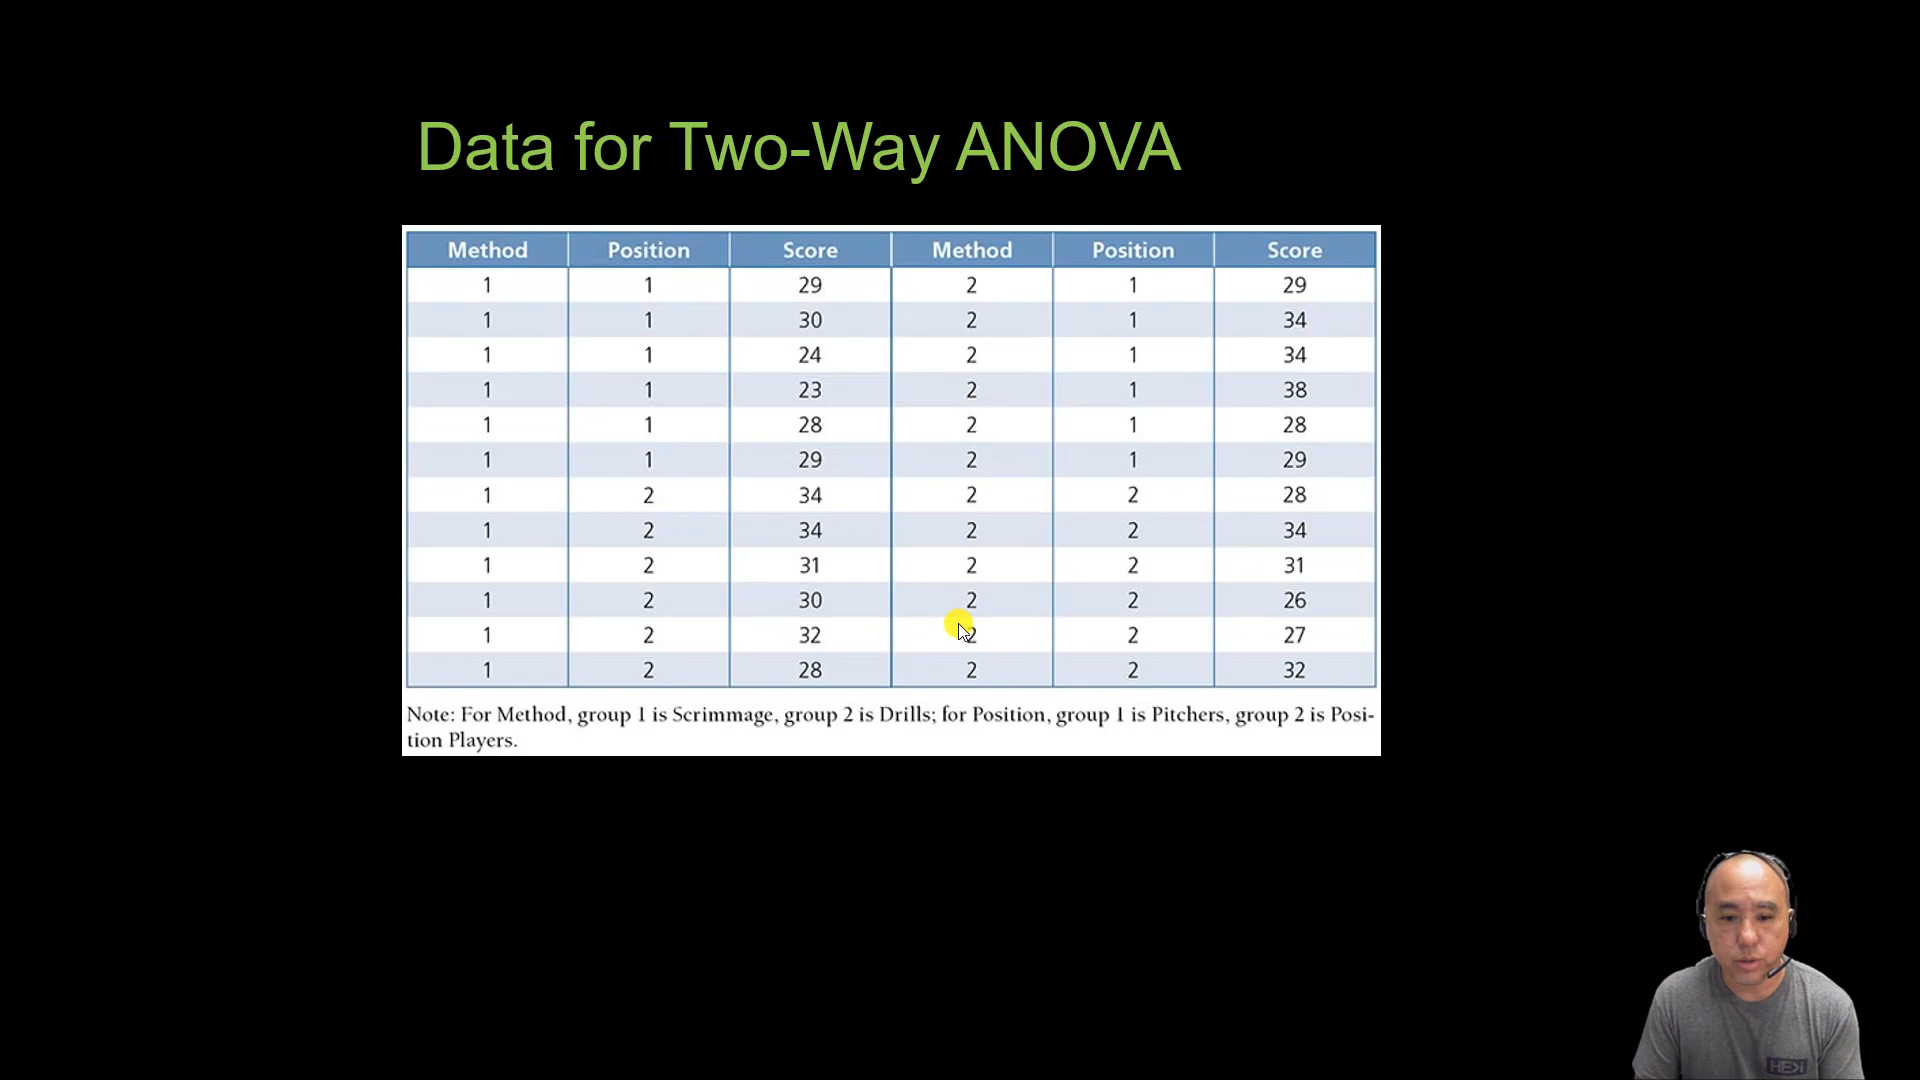 Data for Two-Way ANOVA
Method Position Score Method Position Score
1 1 29 2 1 29
1 1 30 2 1 34
1 1 24 2 1 34
1 1 23 2 1 38
1 1 28 2 1 28
1 1 29 2 1 29
1 2 34 2 2 28
1 2 34 2 2 34
1 2 31 2 2 31
1 2 30 2 2 26
1 2 32 2 2 27
1 2 28 2 2 32
Note: For Method, group 1 is Scrimmage, group 2 is Drills; for Position, group 1 is Pitchers, group 2 is Posi-
tion Players.